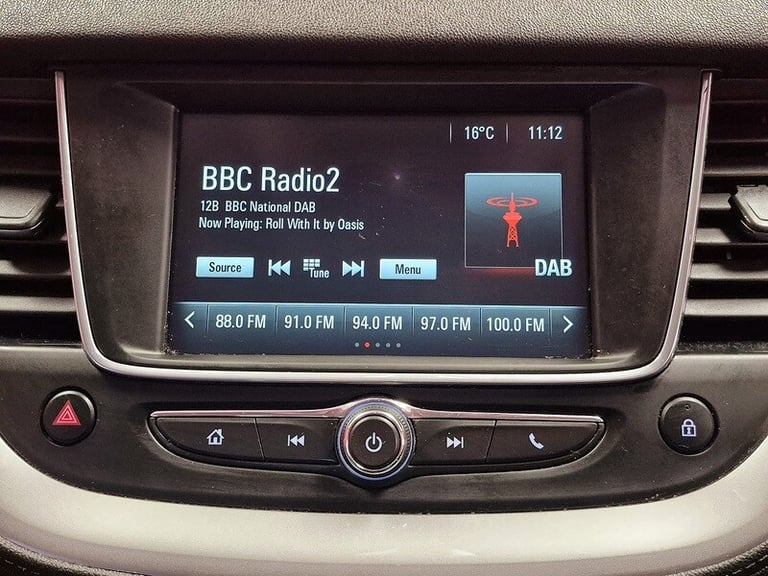 16°C 11:12
BBC Radio2
12B BBC National DAB
Now Playing: Roll With It by Oasis
Source Tune Menu
DAB
88.0 FM 91.0 FM 94.0 FM 97.0 FM 100.0 FM